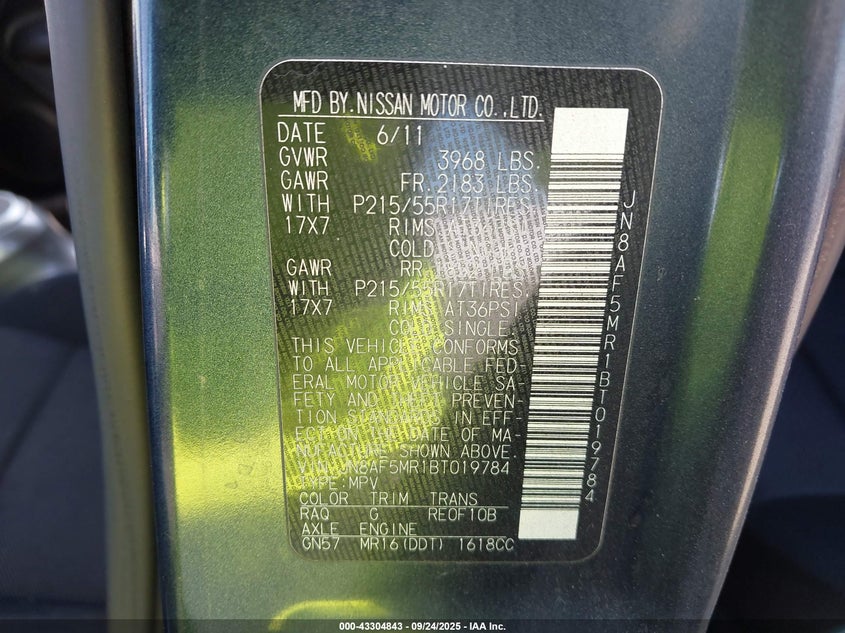 MFD BY.NISSAN MOTOR CO.,LTD.
DATE 6/11
GVWR 3968 LBS.
GAWR FR.2183 LBS.
WITH P215/55R17TIRES
17X7 RIMS
COLD
GAWR RR
WITH P215/55R17TIRES
17X7 RIMS AT36PSI
COLD SINGLE.
THIS VEHICLE CONFORMS
TO ALL APPLICABLE FED-
ERAL MOTOR VEHICLE SA-
FETY AND THEFT PREVEN-
TION STANDARDS IN EFF-
ECT ON THE DATE OF MA-
NUFACTURE SHOWN ABOVE.
VIN:JN8AF5MR1BT019784
TYPE:MPV
COLOR TRIM TRANS
RAQ G RE0F10B
AXLE ENGINE
GN57 MR16(DDT) 1618CC
JN8AF5MR1BT019784
000-43304843 - 09/24/2025 - IAA Inc.